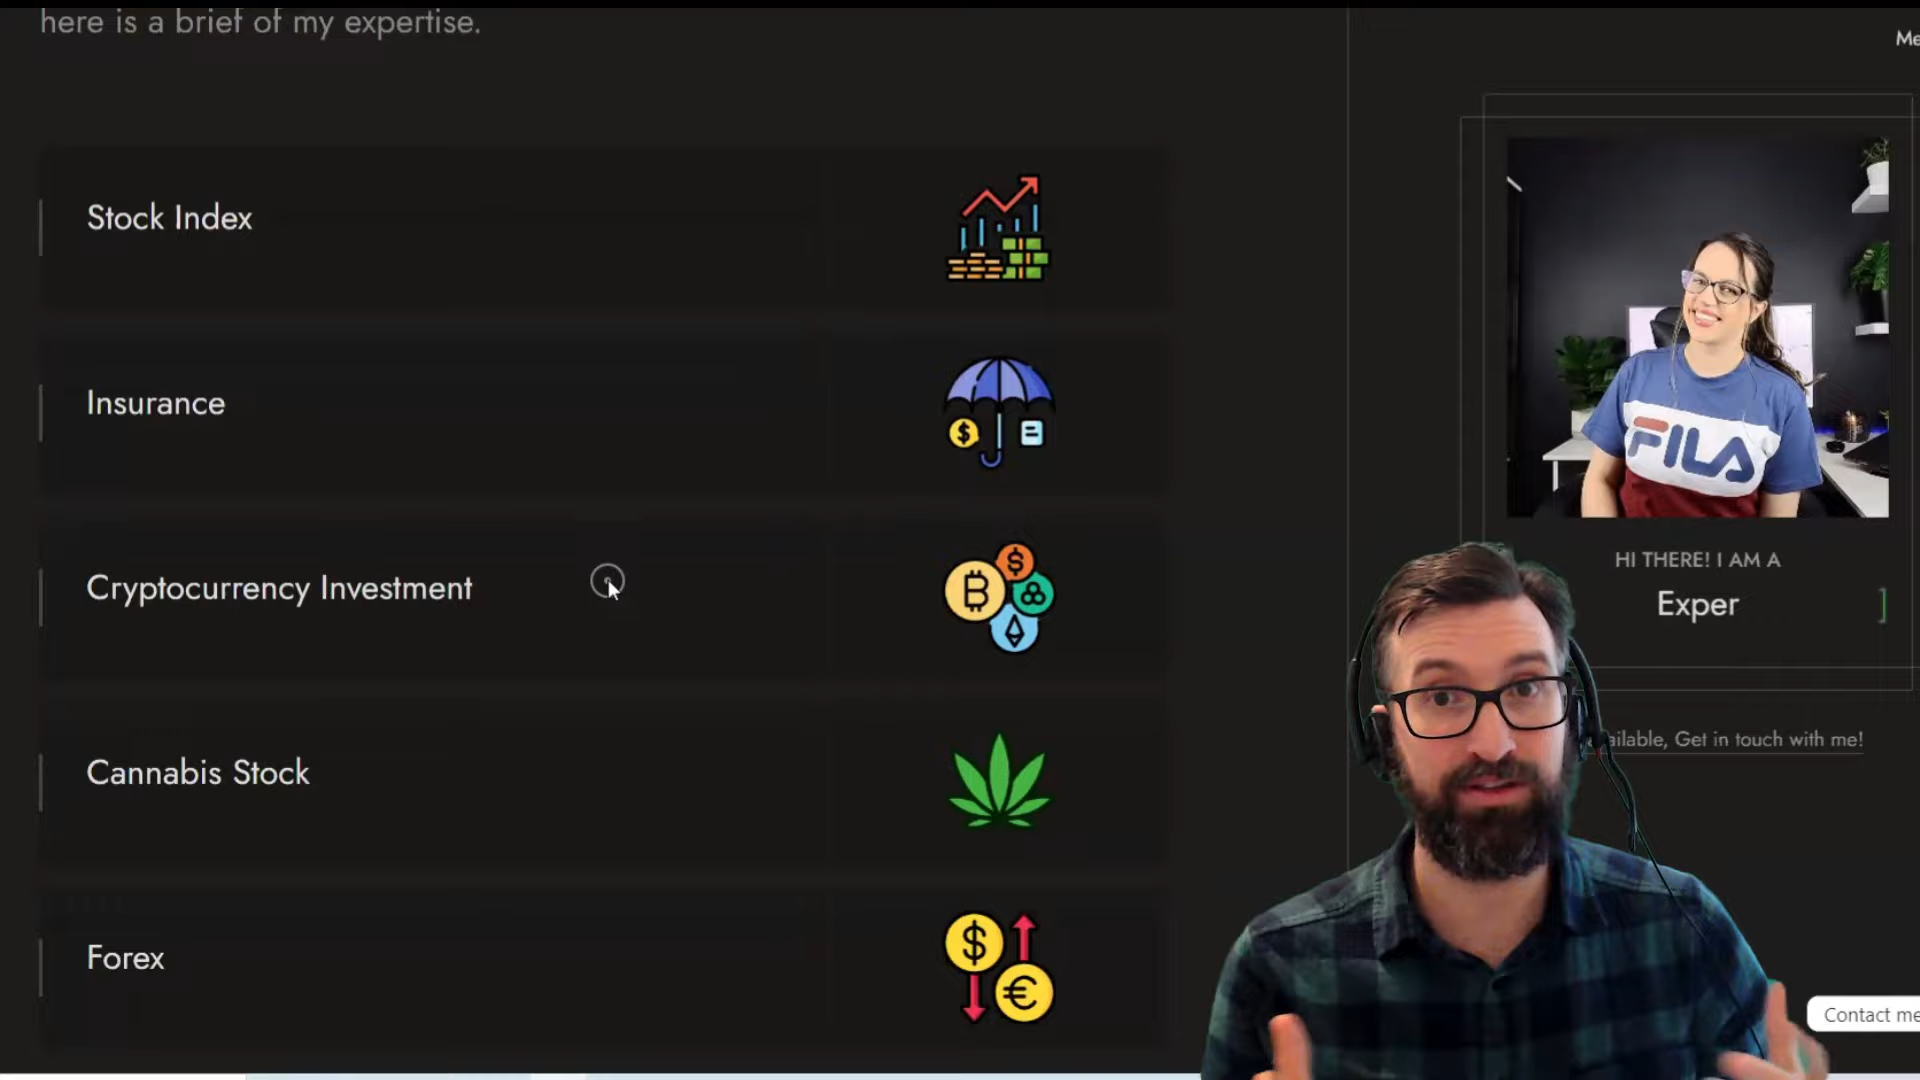 here is a brief of my expertise.
Me
Stock Index
Insurance
Cryptocurrency Investment
Cannabis Stock
Forex
FILA
HI THERE! I AM A
Exper
ailable, Get in touch with me!
Contact me